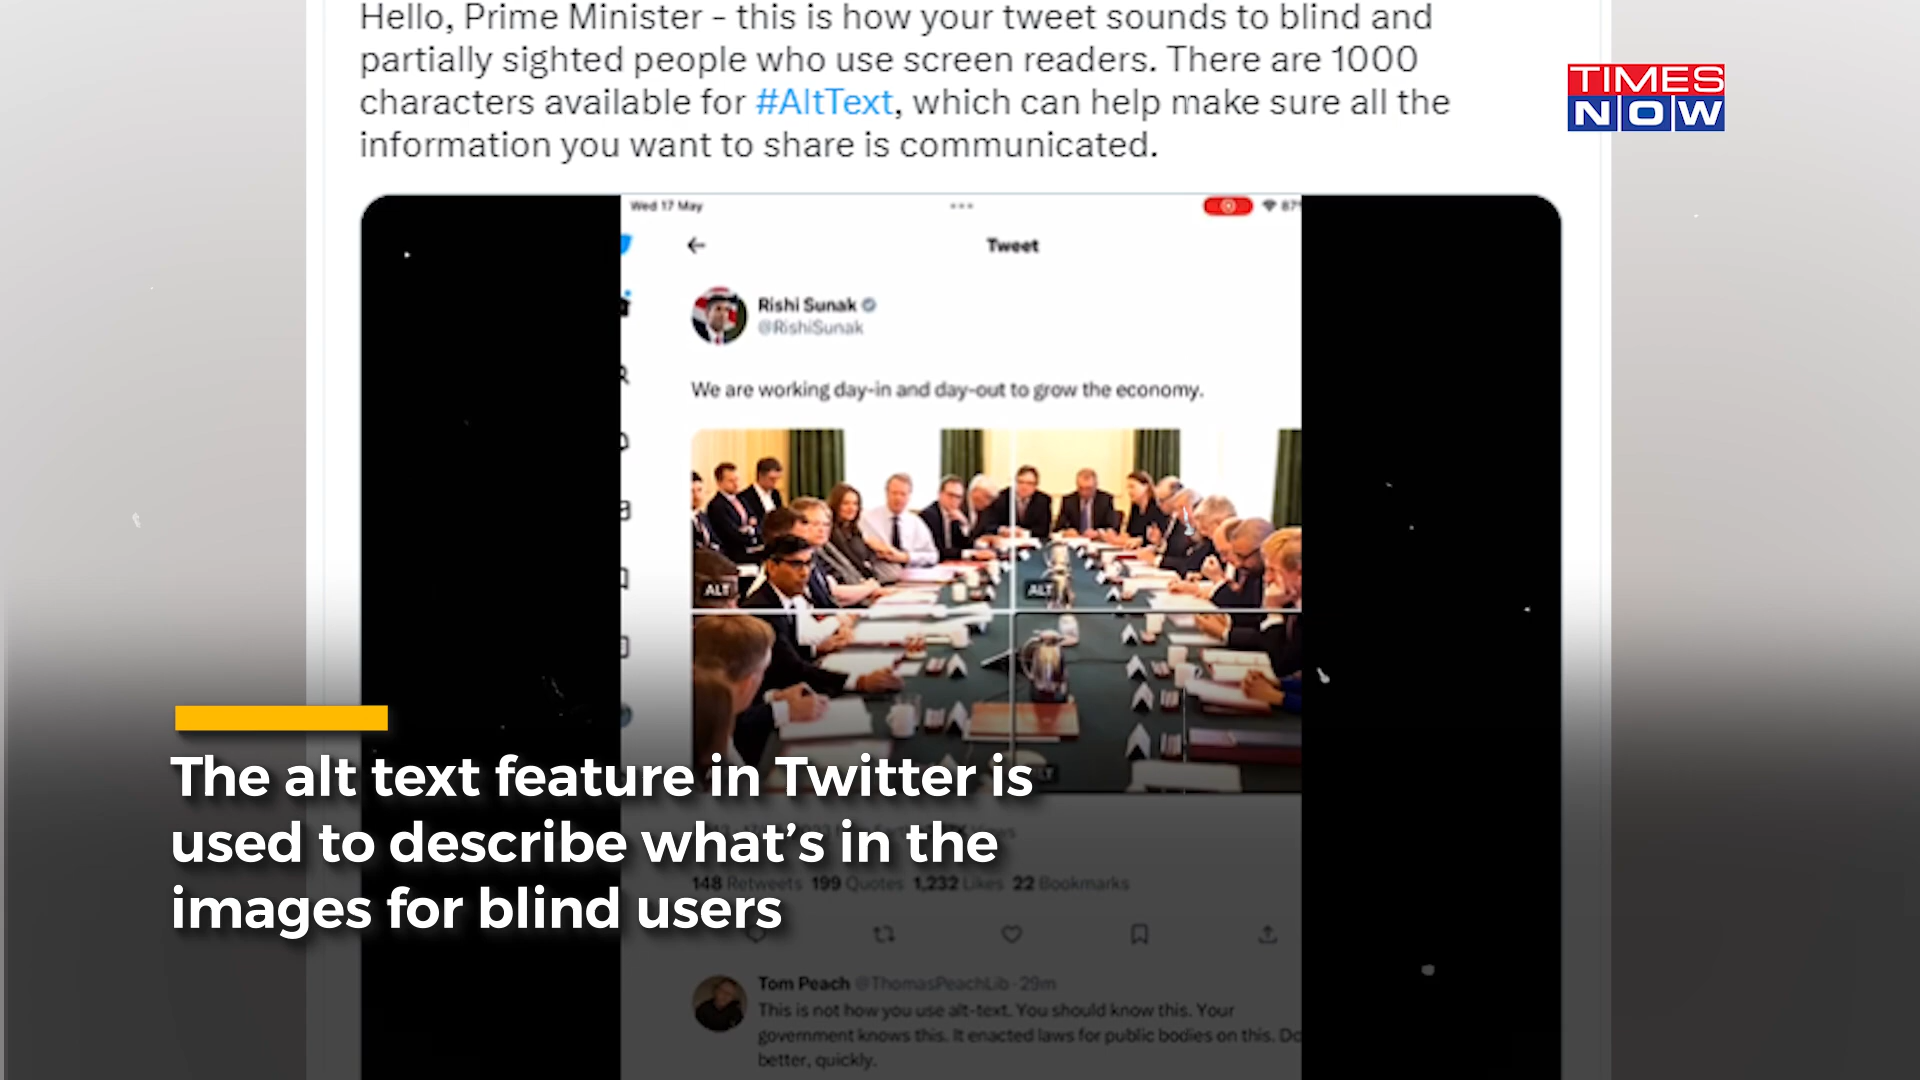 Hello, Prime Minister - this is how your tweet sounds to blind and
partially sighted people who use screen readers. There are 1000
characters available for #AltText, which can help make sure all the
information you want to share is communicated.
TIMES
NOW
Wed 17 May
87%
Tweet
Rishi Sunak
@RishiSunak
We are working day-in and day-out to grow the economy.
ALT
ALT
The alt text feature in Twitter is
used to describe what's in the
images for blind users
148 Retweets 199 Quotes 1,232 Likes 22 Bookmarks
Tom Peach @ThomasPeachLib · 29m
This is not how you use alt-text. You should know this. Your
government knows this. It enacted laws for public bodies on this. Do
better, quickly.